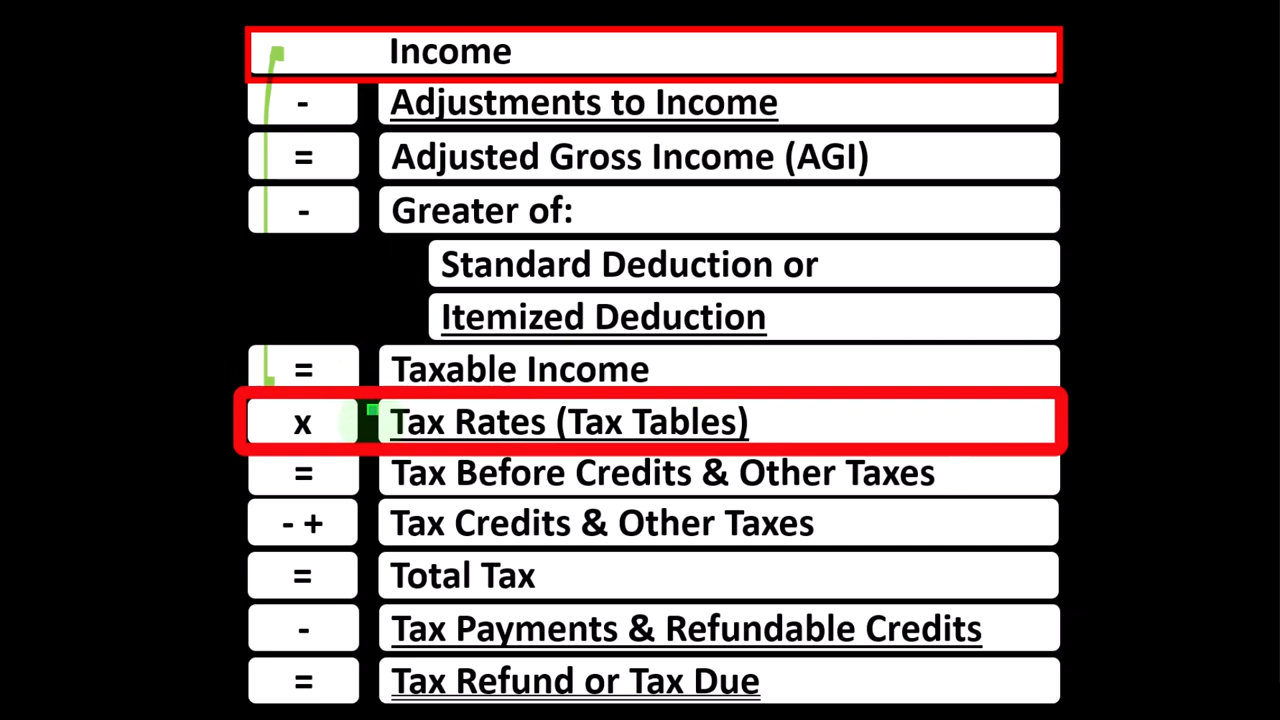 Income
- Adjustments to Income
= Adjusted Gross Income (AGI)
- Greater of:
Standard Deduction or
Itemized Deduction
= Taxable Income
x Tax Rates (Tax Tables)
= Tax Before Credits & Other Taxes
- + Tax Credits & Other Taxes
= Total Tax
- Tax Payments & Refundable Credits
= Tax Refund or Tax Due